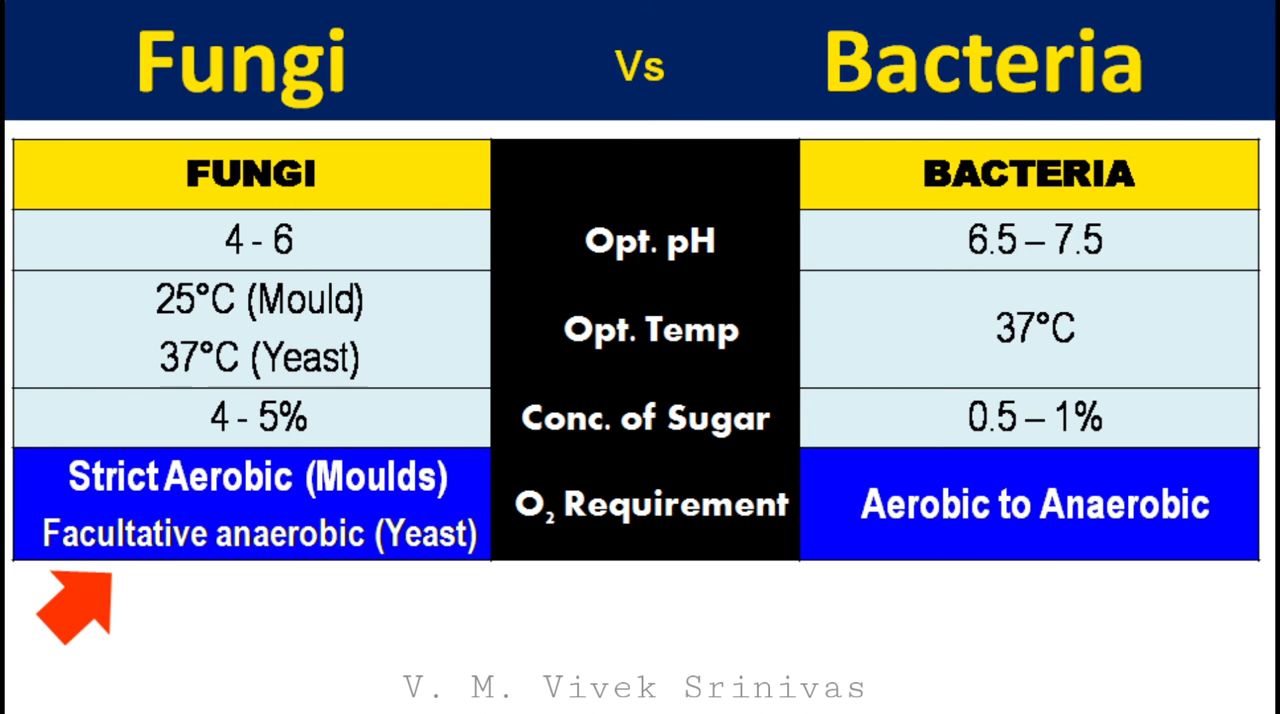 Fungi Vs Bacteria
FUNGI BACTERIA
4 - 6 Opt. pH 6.5 – 7.5
25°C (Mould)
37°C (Yeast)
Opt. Temp
37°C
4 - 5% Conc. of Sugar 0.5 – 1%
Strict Aerobic (Moulds)
Facultative anaerobic (Yeast)
O₂ Requirement
Aerobic to Anaerobic
V. M. Vivek Srinivas